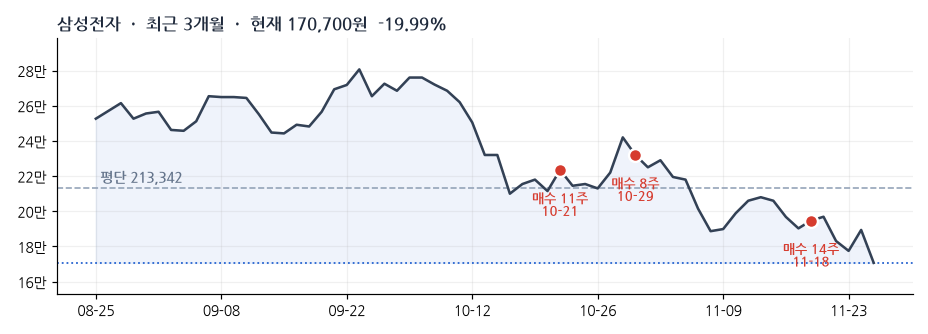 삼성전자 · 최근 3개월 · 현재 170,700원 -19.99%
28만
26만
24만
22만
20만
18만
16만
평단 213,342
매수 11주
10-21
매수 8주
10-29
매수 14주
11-18
08-25 09-08 09-22 10-12 10-26 11-09 11-23